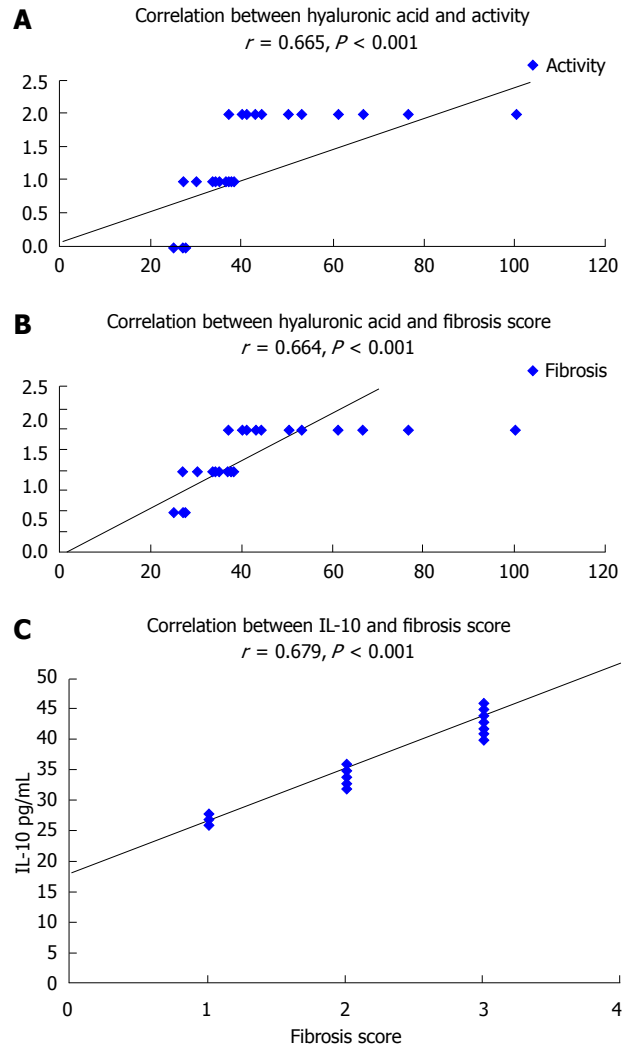 A
Correlation between hyaluronic acid and activity
r = 0.665, P < 0.001
Activity
2.5
2.0
1.5
1.0
0.5
0.0
0 20 40 60 80 100 120
B
Correlation between hyaluronic acid and fibrosis score
r = 0.664, P < 0.001
Fibrosis
2.5
2.0
1.5
1.0
0.5
0.0
0 20 40 60 80 100 120
C
Correlation between IL-10 and fibrosis score
r = 0.679, P < 0.001
IL-10 pg/mL
50
45
40
35
30
25
20
15
10
5
0
0 1 2 3 4
Fibrosis score